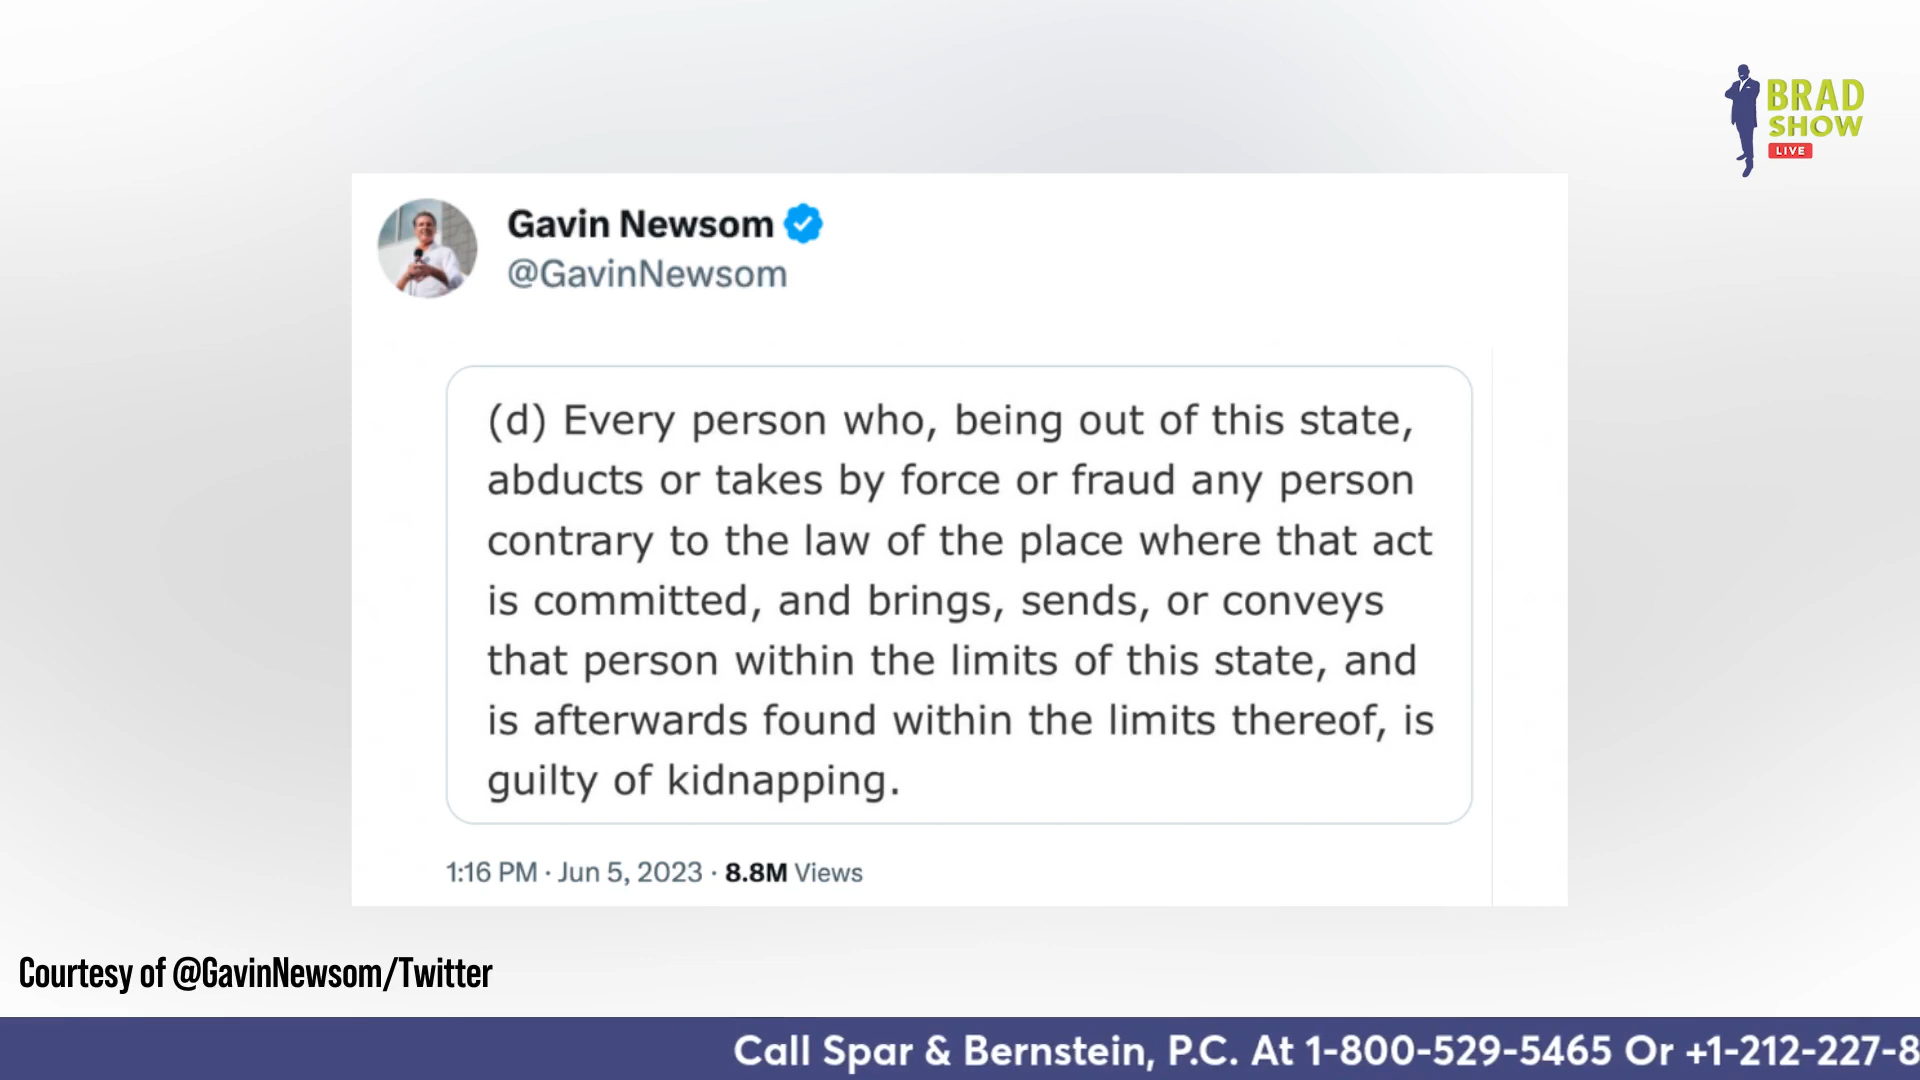 BRAD
SHOW
LIVE
Gavin Newsom
@GavinNewsom
(d) Every person who, being out of this state,
abducts or takes by force or fraud any person
contrary to the law of the place where that act
is committed, and brings, sends, or conveys
that person within the limits of this state, and
is afterwards found within the limits thereof, is
guilty of kidnapping.
1:16 PM · Jun 5, 2023 · 8.8M Views
Courtesy of @GavinNewsom/Twitter
Call Spar & Bernstein, P.C. At 1-800-529-5465 Or +1-212-227-8